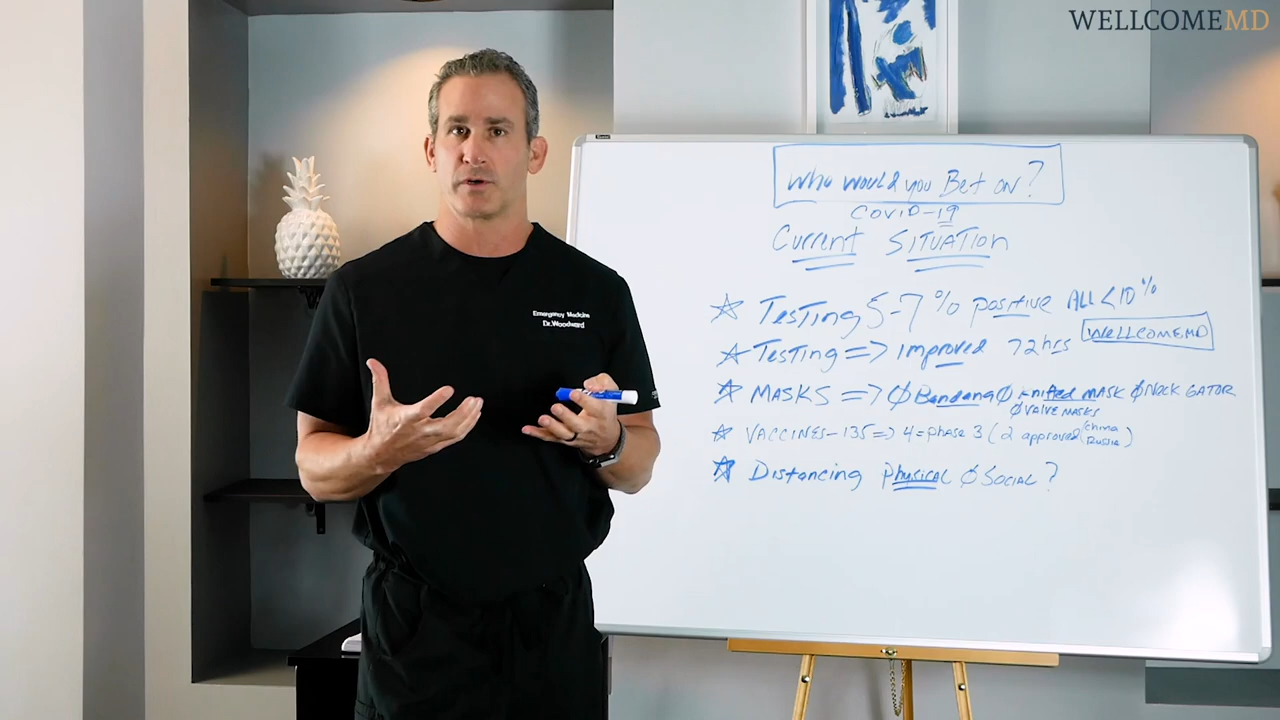 WELLCOMEMD
Who would you Bet on?
COVID-19
Current SITUATION
Testing 5-7% positive ALL <10%
Testing => improved 72hrs WELLCOMEMD
MASKS => ∅ Bandana ∅ knitted MASK ∅ Neck GATOR
∅ VALVE MASKS
VACCINES - 135 => 4 = phase 3 (2 approved (China
Russia)
Distancing physical ∅ Social?
Emergency Medicine
Dr.Woodward